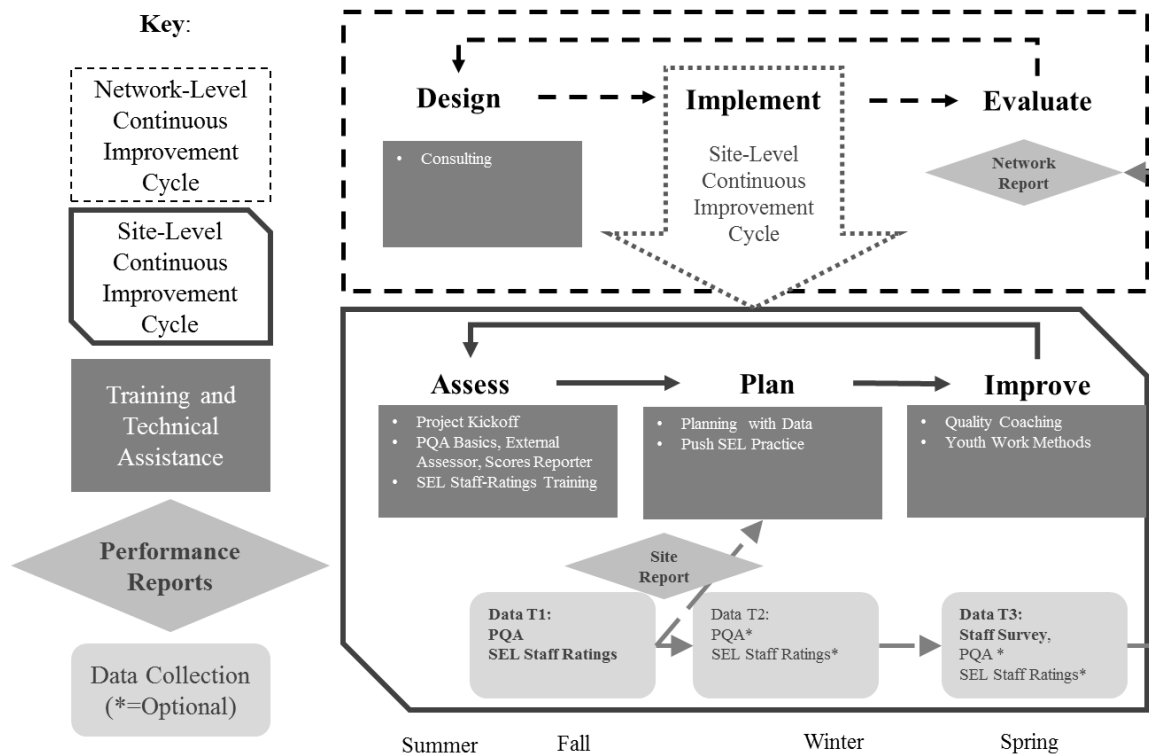 Key:
Network-Level
Continuous
Improvement
Cycle
Site-Level
Continuous
Improvement
Cycle
Training and
Technical
Assistance
Performance
Reports
Data Collection
(*=Optional)
Design
Implement
Evaluate
• Consulting
Site-Level
Continuous
Improvement
Cycle
Network
Report
Assess
Plan
Improve
• Project Kickoff
• PQA Basics, External
Assessor, Scores Reporter
• SEL Staff-Ratings Training
• Planning with Data
• Push SEL Practice
• Quality Coaching
• Youth Work Methods
Site
Report
Data T1:
PQA
SEL Staff Ratings
Data T2:
PQA*
SEL Staff Ratings*
Data T3:
Staff Survey,
PQA *
SEL Staff Ratings*
Summer Fall Winter Spring